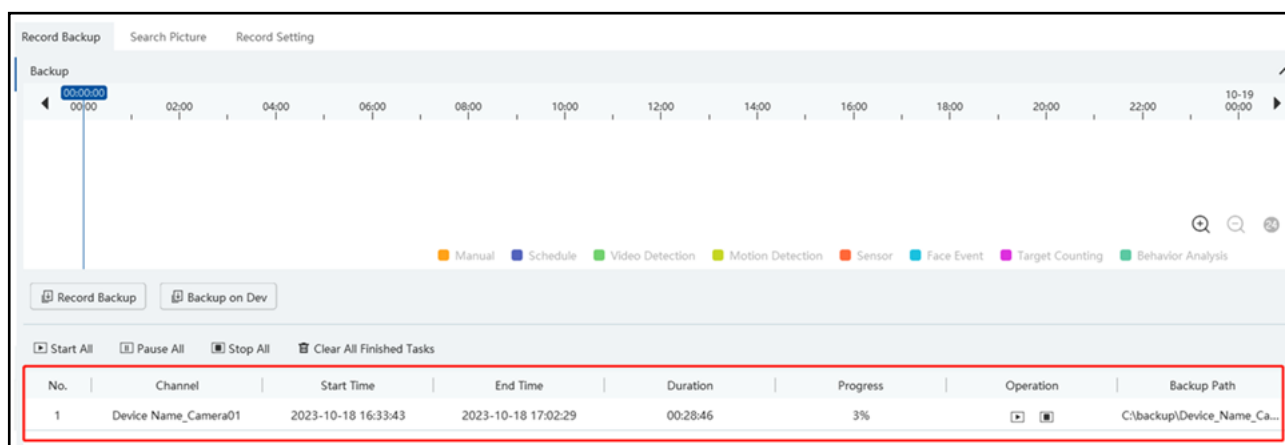 Record Backup Search Picture Record Setting
Backup
00:00:00
10-19
00:00 02:00 04:00 06:00 08:00 10:00 12:00 14:00 16:00 18:00 20:00 22:00 00:00
24
Manual Schedule Video Detection Motion Detection Sensor Face Event Target Counting Behavior Analysis
Record Backup Backup on Dev
Start All Pause All Stop All Clear All Finished Tasks
No. Channel Start Time End Time Duration Progress Operation Backup Path
1 Device Name_Camera01 2023-10-18 16:33:43 2023-10-18 17:02:29 00:28:46 3% C:\backup\Device_Name_Ca...